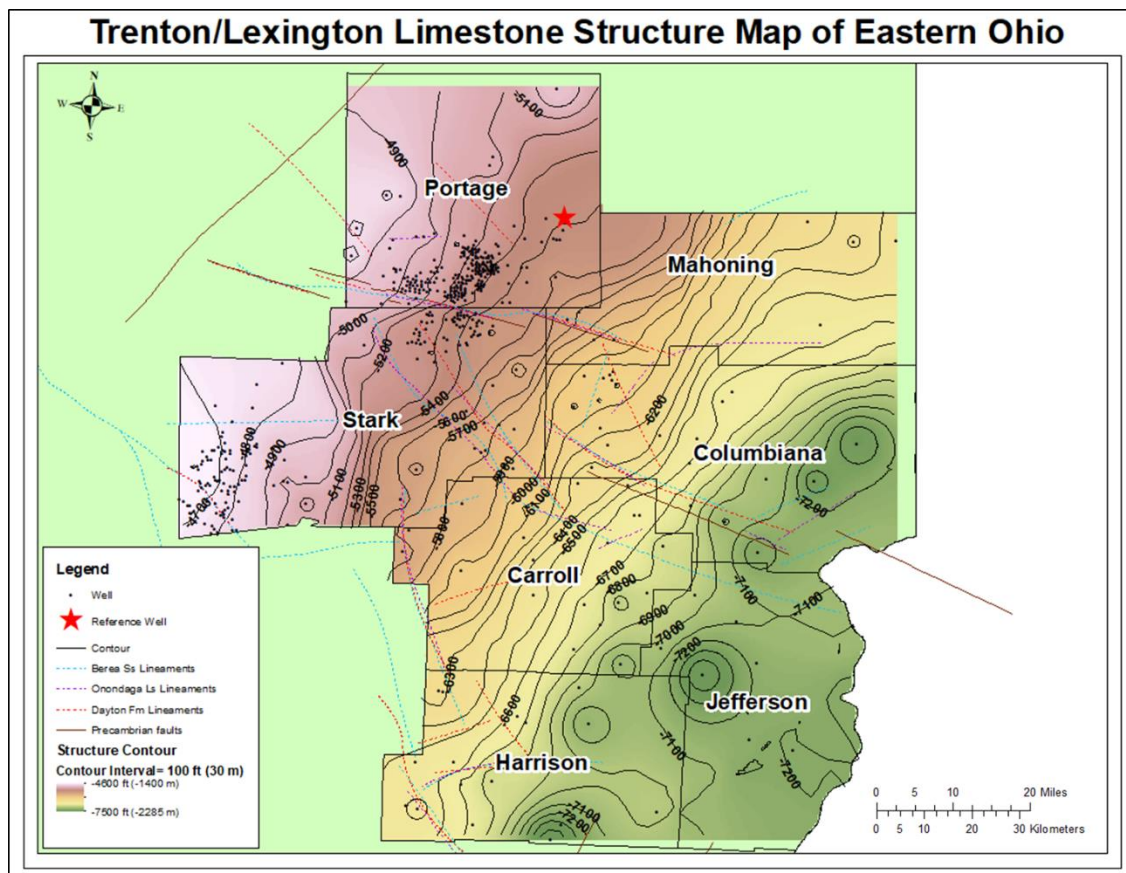 Trenton/Lexington Limestone Structure Map of Eastern Ohio
N
W E
S
-5100
-4900
Portage
Mahoning
-5000
-5200
-5400
-5600
-5700
Stark
-4800
-4900
-4700
-5100
-5300
-5500
-6200
Columbiana
-7200
-6000
-6100
-5800
-6400
-6500
Carroll
-6700
-6800
-6900
-7000
-7200
-7100
-7100
-6300
-6600
Jefferson
-7100
-7200
Harrison
-7100
-7200
Legend
Well
Reference Well
Contour
Berea Ss Lineaments
Onondaga Ls Lineaments
Dayton Fm Lineaments
Precambrian faults
Structure Contour
Contour Interval= 100 ft (30 m)
-4600 ft (-1400 m)
-7500 ft (-2285 m)
0 5 10 20 Miles
0 5 10 20 30 Kilometers